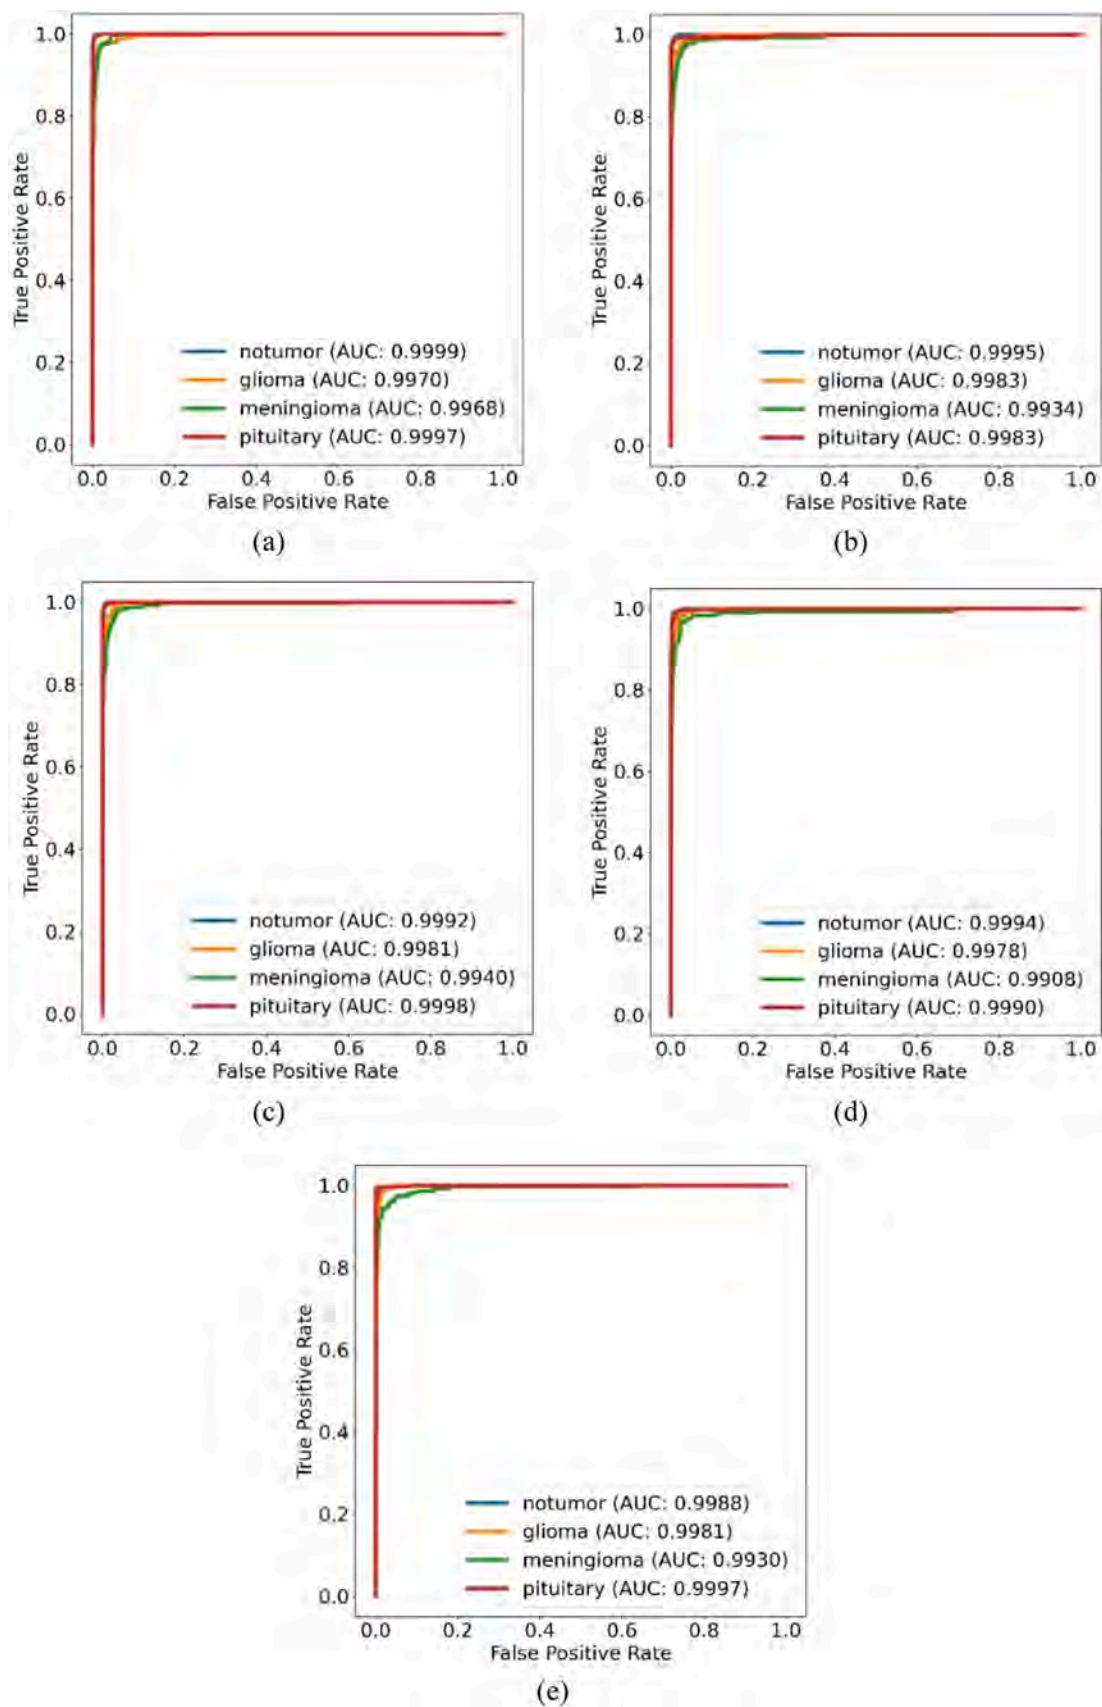 1.0
0.8
0.6
0.4
0.2
0.0
True Positive Rate
notumor (AUC: 0.9999)
glioma (AUC: 0.9970)
meningioma (AUC: 0.9968)
pituitary (AUC: 0.9997)
0.0 0.2 0.4 0.6 0.8 1.0
False Positive Rate
(a)
1.0
0.8
0.6
0.4
0.2
0.0
True Positive Rate
notumor (AUC: 0.9995)
glioma (AUC: 0.9983)
meningioma (AUC: 0.9934)
pituitary (AUC: 0.9983)
0.0 0.2 0.4 0.6 0.8 1.0
False Positive Rate
(b)
1.0
0.8
0.6
0.4
0.2
0.0
True Positive Rate
notumor (AUC: 0.9992)
glioma (AUC: 0.9981)
meningioma (AUC: 0.9940)
pituitary (AUC: 0.9998)
0.0 0.2 0.4 0.6 0.8 1.0
False Positive Rate
(c)
1.0
0.8
0.6
0.4
0.2
0.0
True Positive Rate
notumor (AUC: 0.9994)
glioma (AUC: 0.9978)
meningioma (AUC: 0.9908)
pituitary (AUC: 0.9990)
0.0 0.2 0.4 0.6 0.8 1.0
False Positive Rate
(d)
1.0
0.8
0.6
0.4
0.2
0.0
True Positive Rate
notumor (AUC: 0.9988)
glioma (AUC: 0.9981)
meningioma (AUC: 0.9930)
pituitary (AUC: 0.9997)
0.0 0.2 0.4 0.6 0.8 1.0
False Positive Rate
(e)